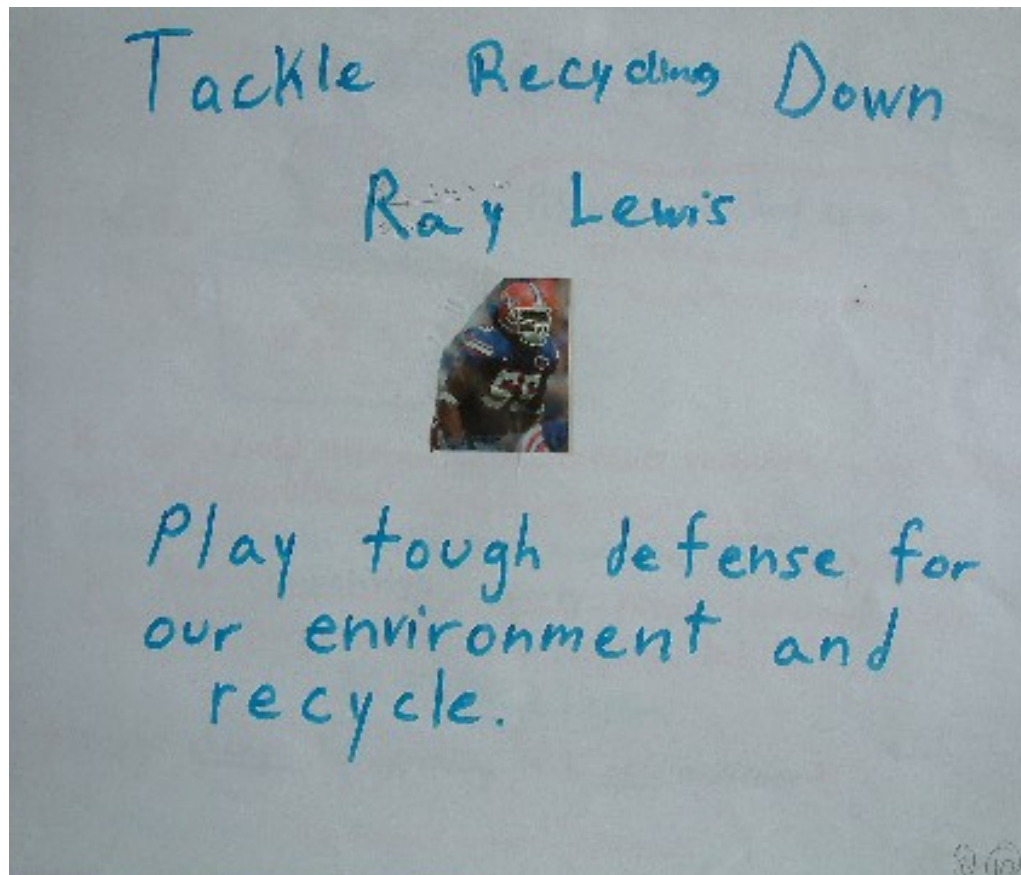 Tackle Recycling Down
Ray Lewis
Play tough defense for
our environment and
recycle.